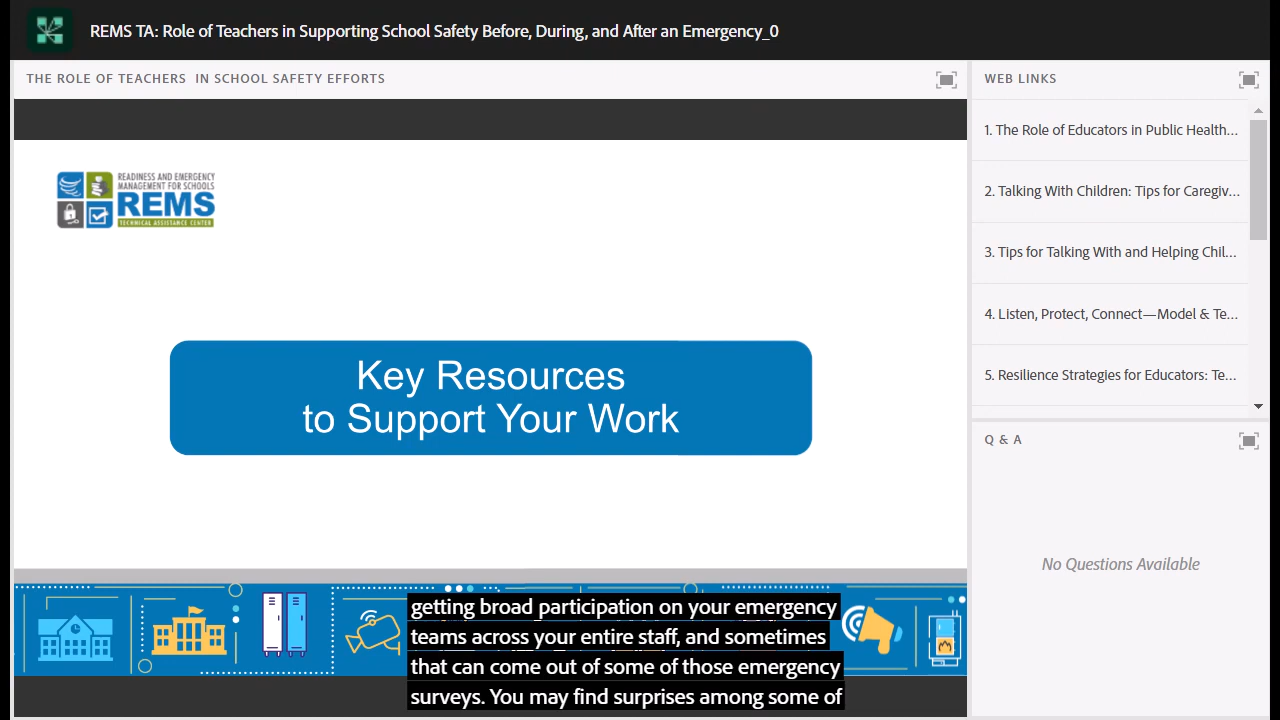 REMS TA: Role of Teachers in Supporting School Safety Before, During, and After an Emergency_0
THE ROLE OF TEACHERS IN SCHOOL SAFETY EFFORTS
READINESS AND EMERGENCY
MANAGEMENT FOR SCHOOLS
REMS
TECHNICAL ASSISTANCE CENTER
Key Resources
to Support Your Work
getting broad participation on your emergency
teams across your entire staff, and sometimes
that can come out of some of those emergency
surveys. You may find surprises among some of
WEB LINKS
1. The Role of Educators in Public Health...
2. Talking With Children: Tips for Caregiv...
3. Tips for Talking With and Helping Chil...
4. Listen, Protect, Connect—Model & Te...
5. Resilience Strategies for Educators: Te...
Q & A
No Questions Available